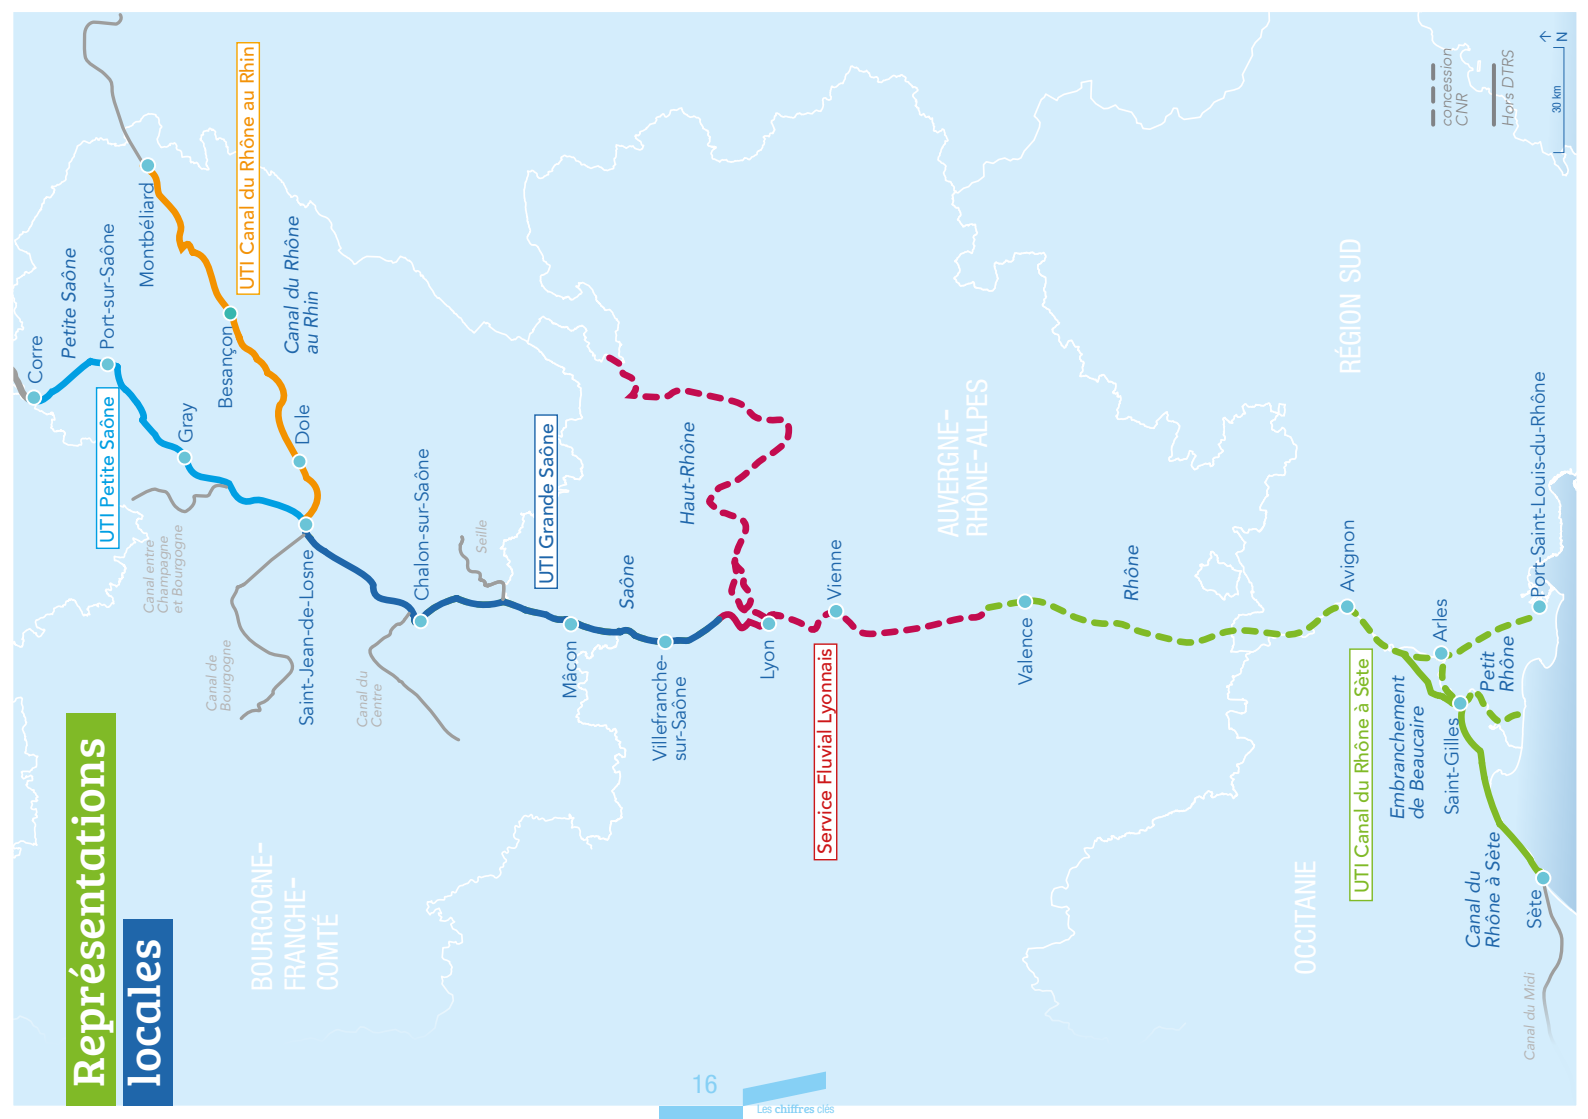 Représentations
locales
Corre
Petite Saône
Port-sur-Saône
UTI Petite Saône
Gray
Montbéliard
Besançon
UTI Canal du Rhône au Rhin
Canal du Rhône
au Rhin
Dole
Canal entre
Champagne
et Bourgogne
Canal de
Bourgogne
Saint-Jean-de-Losne
Canal du
Centre
Chalon-sur-Saône
Seille
UTI Grande Saône
BOURGOGNE-
FRANCHE-
COMTÉ
Mâcon
Saône
Villefranche-
sur-Saône
Haut-Rhône
Lyon
Vienne
Service Fluvial Lyonnais
AUVERGNE-
RHÔNE-ALPES
Valence
Rhône
Avignon
RÉGION SUD
OCCITANIE
UTI Canal du Rhône à Sète
Embranchement
de Beaucaire
Arles
Saint-Gilles
Petit
Rhône
Port-Saint-Louis-du-Rhône
Canal du
Rhône à Sète
Sète
Canal du Midi
concession
CNR
Hors DTRS
30 km
N
16
Les chiffres clés